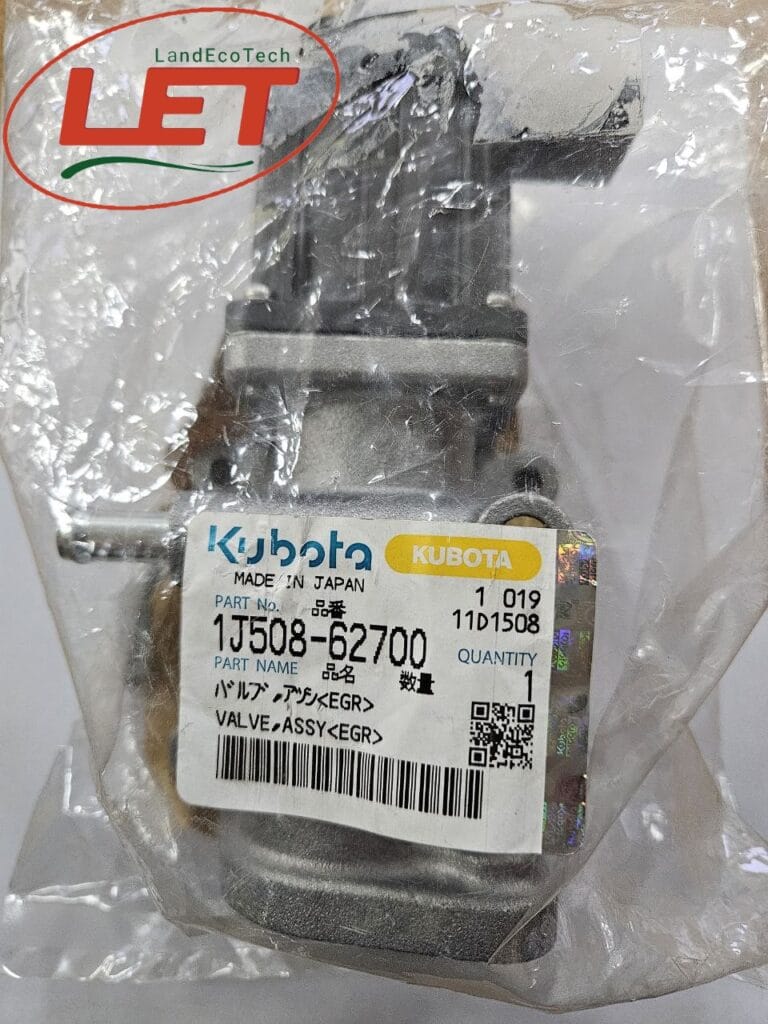 LandEcoTech
LET
Kubota KUBOTA
MADE IN JAPAN
1 019
PART No. 品番
11D1508
1J508-62700
PART NAME 品名 数量 QUANTITY
バルブ,アツシ<EGR> 1
VALVE,ASSY<EGR>